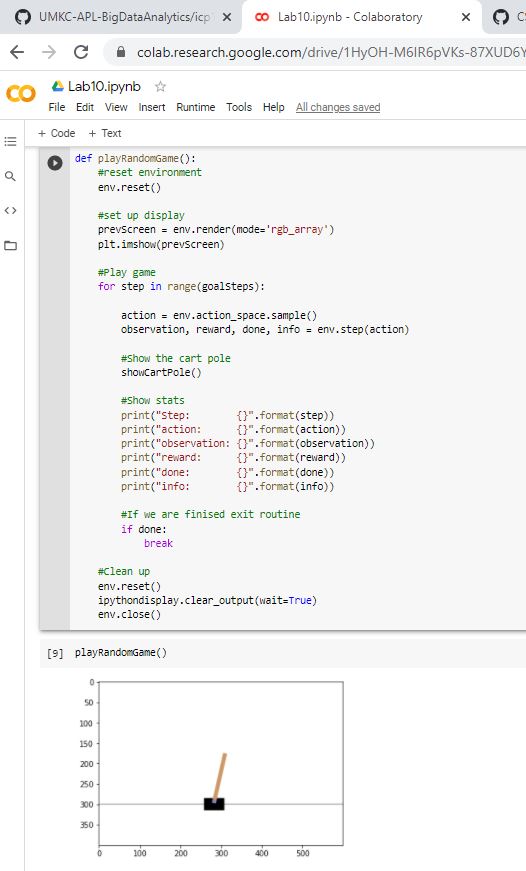 UMKC-APL-BigDataAnalytics/icp
Lab10.ipynb - Colaboratory
colab.research.google.com/drive/1HyOH-M6IR6pVKs-87XUD6Y
Lab10.ipynb
File Edit View Insert Runtime Tools Help All changes saved
+ Code + Text
def playRandomGame():
#reset environment
env.reset()
#set up display
prevScreen = env.render(mode='rgb_array')
plt.imshow(prevScreen)
#Play game
for step in range(goalSteps):
action = env.action_space.sample()
observation, reward, done, info = env.step(action)
#Show the cart pole
showCartPole()
#Show stats
print("Step:        {}".format(step))
print("action:      {}".format(action))
print("observation: {}".format(observation))
print("reward:      {}".format(reward))
print("done:        {}".format(done))
print("info:        {}".format(info))
#If we are finised exit routine
if done:
break
#Clean up
env.reset()
ipythondisplay.clear_output(wait=True)
env.close()
[9] playRandomGame()
0
50
100
150
200
250
300
350
0 100 200 300 400 500